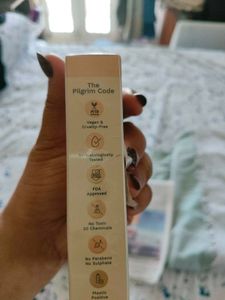 The
Pilgrim Code
Vegan &
Cruelty-Free
Dermatologically
Tested
FDA
Approved
No Toxic
Chemicals
No Parabens
No Sulphate
Plastic
Positive